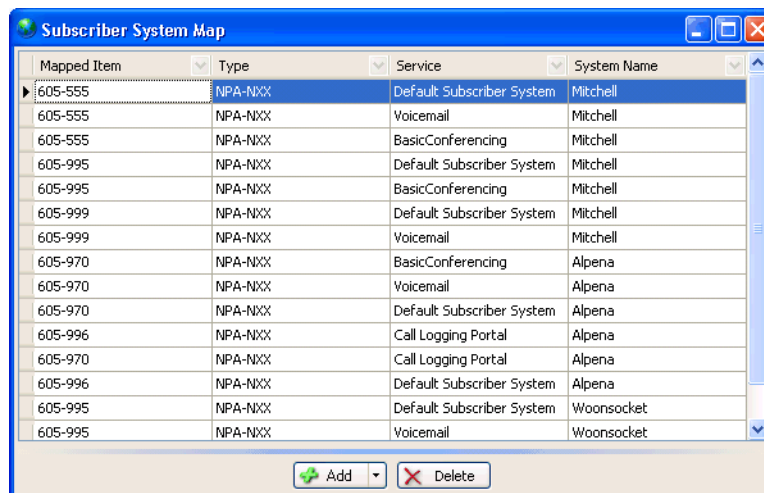 Subscriber System Map
Mapped Item Type Service System Name
605-555 NPA-NXX Default Subscriber System Mitchell
605-555 NPA-NXX Voicemail Mitchell
605-555 NPA-NXX BasicConferencing Mitchell
605-995 NPA-NXX Default Subscriber System Mitchell
605-995 NPA-NXX BasicConferencing Mitchell
605-999 NPA-NXX Default Subscriber System Mitchell
605-999 NPA-NXX Voicemail Mitchell
605-970 NPA-NXX BasicConferencing Alpena
605-970 NPA-NXX Voicemail Alpena
605-970 NPA-NXX Default Subscriber System Alpena
605-996 NPA-NXX Call Logging Portal Alpena
605-970 NPA-NXX Call Logging Portal Alpena
605-996 NPA-NXX Default Subscriber System Alpena
605-995 NPA-NXX Default Subscriber System Woonsocket
605-995 NPA-NXX Voicemail Woonsocket
Add Delete